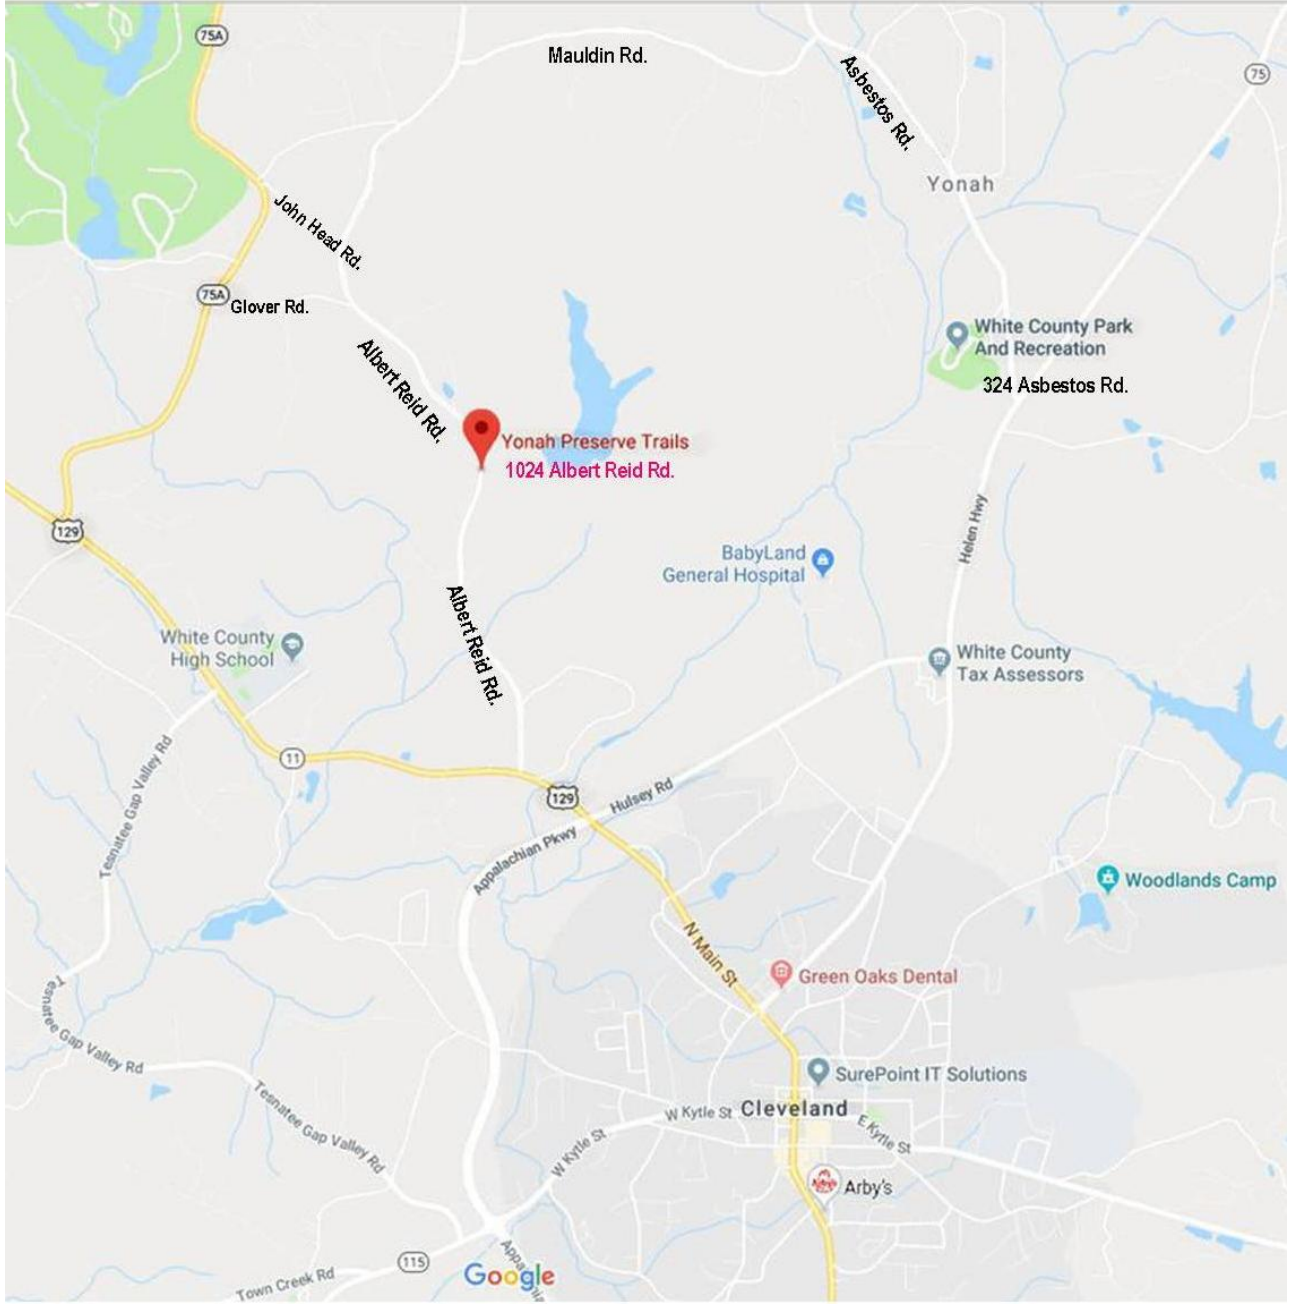 75A
Mauldin Rd.
Asbestos Rd.
75
Yonah
John Head Rd.
75A
Glover Rd.
White County Park
And Recreation
324 Asbestos Rd.
Albert Reid Rd.
Yonah Preserve Trails
1024 Albert Reid Rd.
129
Helen Hwy
BabyLand
General Hospital
Albert Reid Rd.
White County
High School
White County
Tax Assessors
Tesnatee Gap Valley Rd
11
129
Hulsey Rd
Appalachian Pkwy
Woodlands Camp
N Main St
Green Oaks Dental
Tesnatee Gap Valley Rd
SurePoint IT Solutions
Tesnatee Gap Valley Rd
W Kytle St
Cleveland
E Kytle St
W Kytle St
Arby's
115
Town Creek Rd
Google